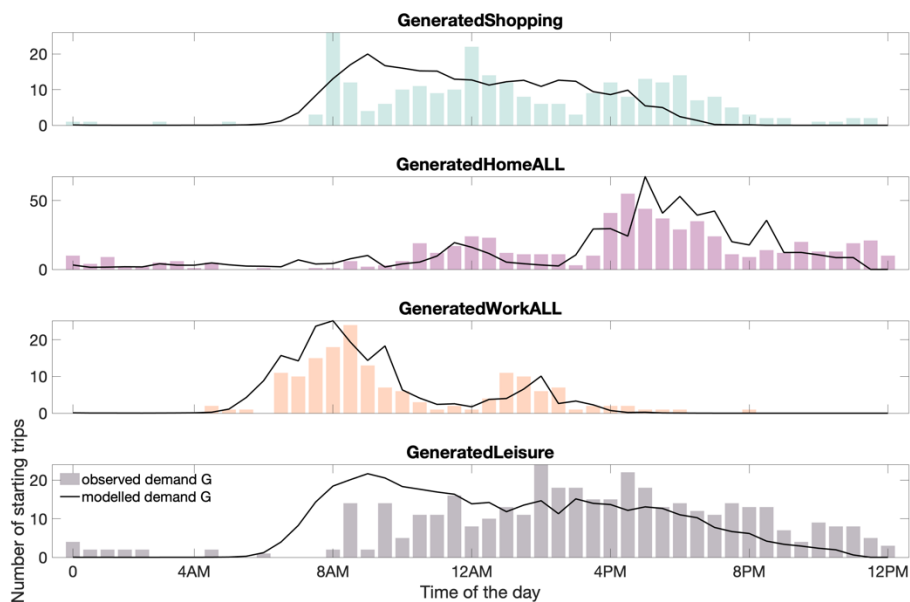 GeneratedShopping
20
10
0
GeneratedHomeALL
50
0
GeneratedWorkALL
20
10
0
GeneratedLeisure
20
10
0
observed demand G
modelled demand G
Number of starting trips
0 4AM 8AM 12AM 4PM 8PM 12PM
Time of the day